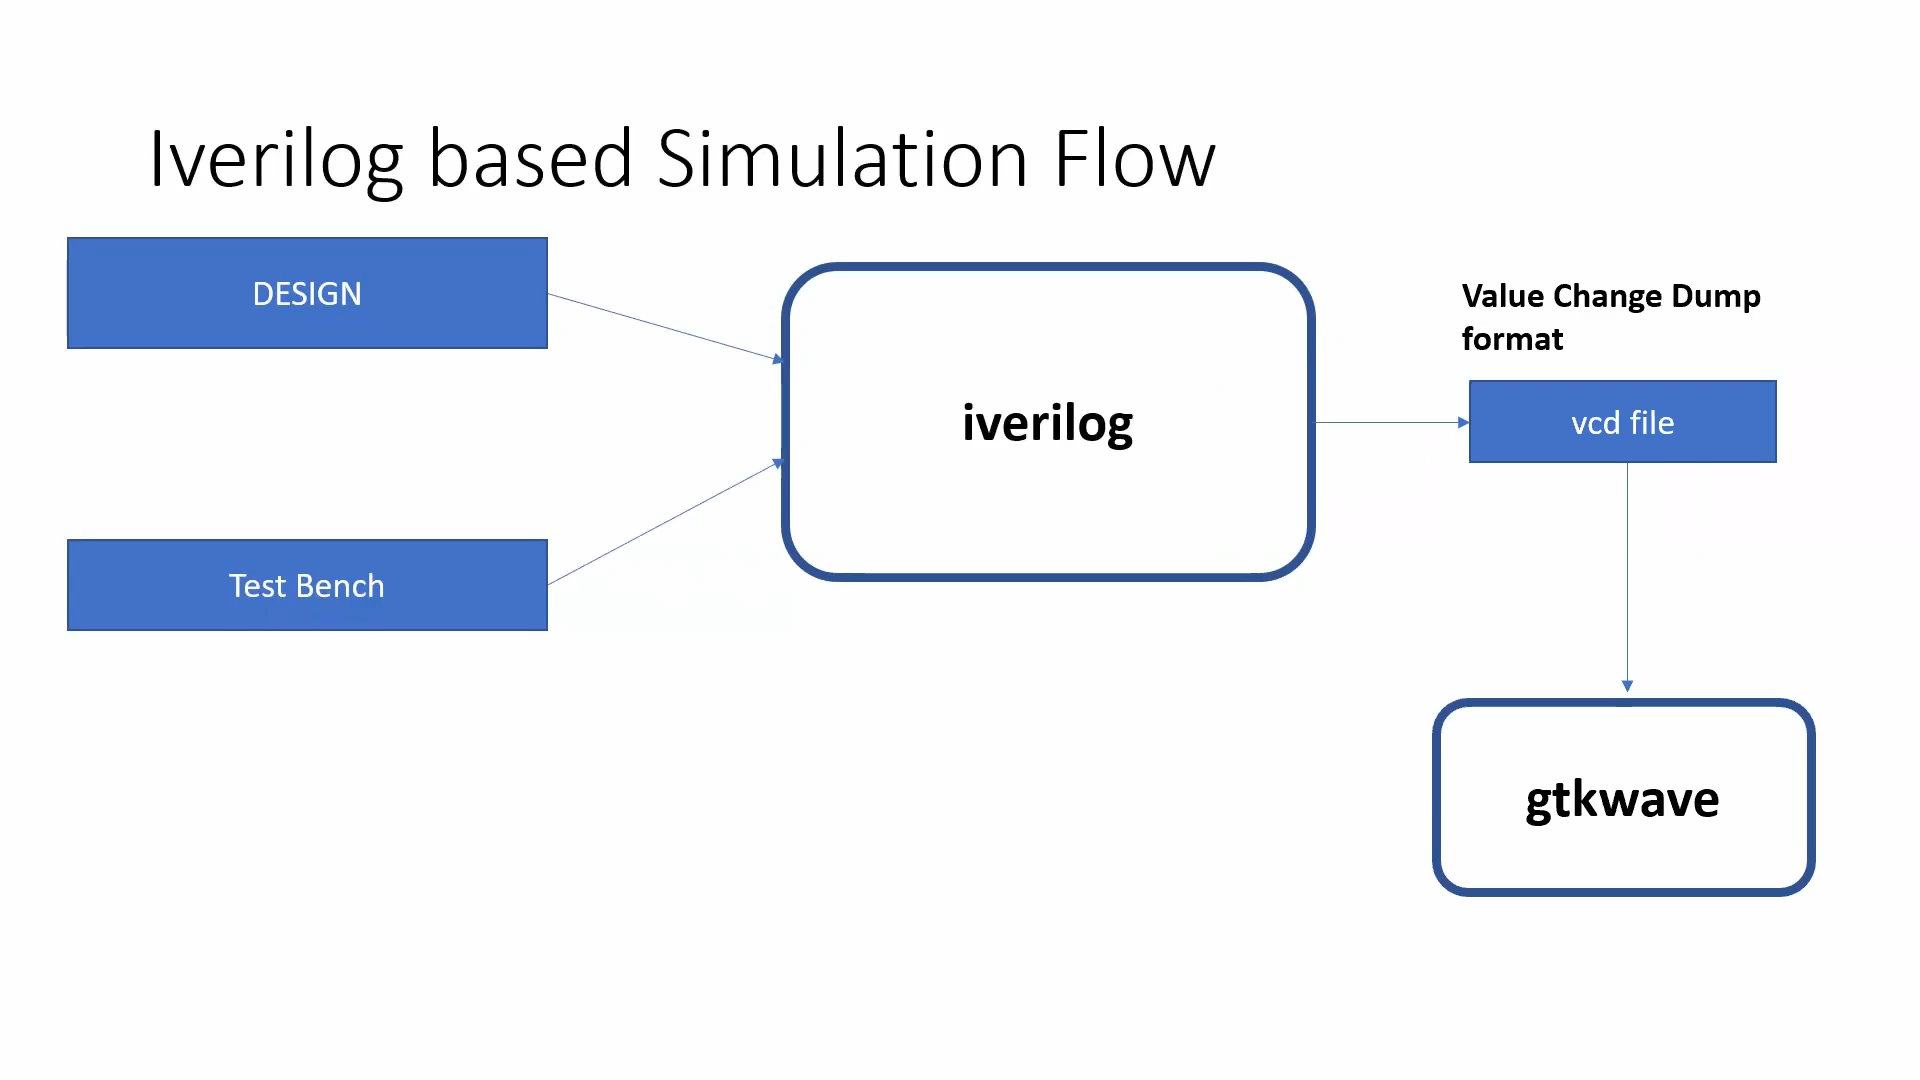 Iverilog based Simulation Flow
DESIGN
Test Bench
iverilog
Value Change Dump
format
vcd file
gtkwave